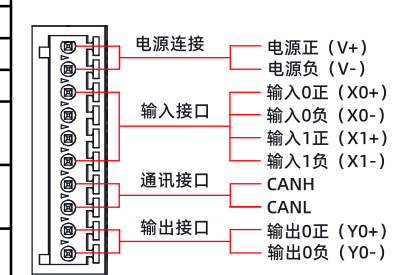 电源连接
电源正（V+）
电源负（V-）
输入接口
输入0正（X0+）
输入0负（X0-）
输入1正（X1+）
输入1负（X1-）
通讯接口
CANH
CANL
输出接口
输出0正（Y0+）
输出0负（Y0-）